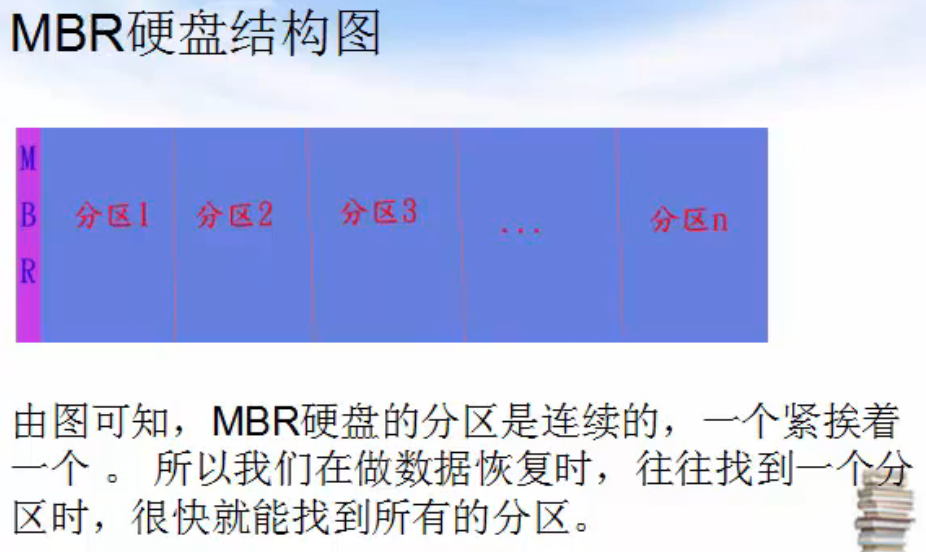 MBR硬盘结构图
M
B
R
分区1
分区2
分区3
...
分区n
由图可知，MBR硬盘的分区是连续的，一个紧挨着
一个 。 所以我们在做数据恢复时，往往找到一个分
区时，很快就能找到所有的分区。